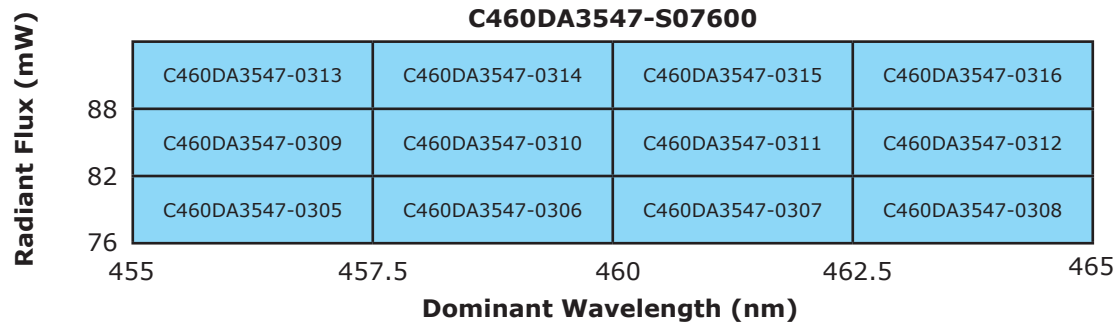 C460DA3547-S07600
Radiant Flux (mW)
C460DA3547-0313 C460DA3547-0314 C460DA3547-0315 C460DA3547-0316
88
C460DA3547-0309 C460DA3547-0310 C460DA3547-0311 C460DA3547-0312
82
C460DA3547-0305 C460DA3547-0306 C460DA3547-0307 C460DA3547-0308
76
455 457.5 460 462.5 465
Dominant Wavelength (nm)